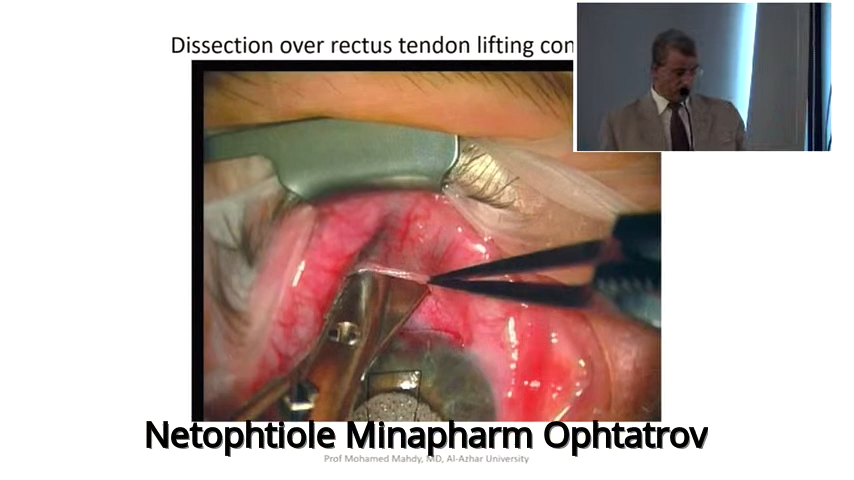 Dissection over rectus tendon lifting con
Netophtiole Minapharm Ophtatrov
Prof Mohamed Mahdy, MD, Al-Azhar University